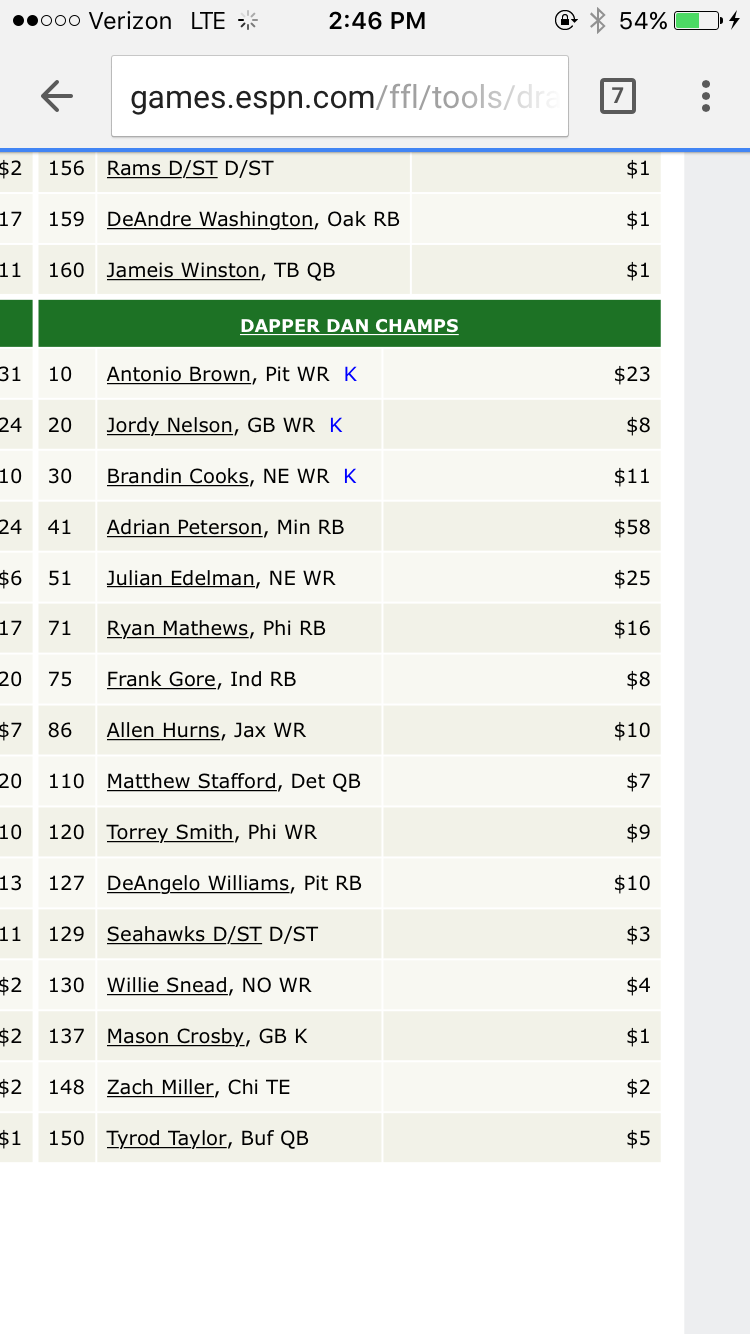 Verizon LTE 2:46 PM 54%
games.espn.com/ffl/tools/dra 7
$2 156 Rams D/ST D/ST $1
17 159 DeAndre Washington, Oak RB $1
11 160 Jameis Winston, TB QB $1
DAPPER DAN CHAMPS
31 10 Antonio Brown, Pit WR K $23
24 20 Jordy Nelson, GB WR K $8
10 30 Brandin Cooks, NE WR K $11
24 41 Adrian Peterson, Min RB $58
$6 51 Julian Edelman, NE WR $25
17 71 Ryan Mathews, Phi RB $16
20 75 Frank Gore, Ind RB $8
$7 86 Allen Hurns, Jax WR $10
20 110 Matthew Stafford, Det QB $7
10 120 Torrey Smith, Phi WR $9
13 127 DeAngelo Williams, Pit RB $10
11 129 Seahawks D/ST D/ST $3
$2 130 Willie Snead, NO WR $4
$2 137 Mason Crosby, GB K $1
$2 148 Zach Miller, Chi TE $2
$1 150 Tyrod Taylor, Buf QB $5